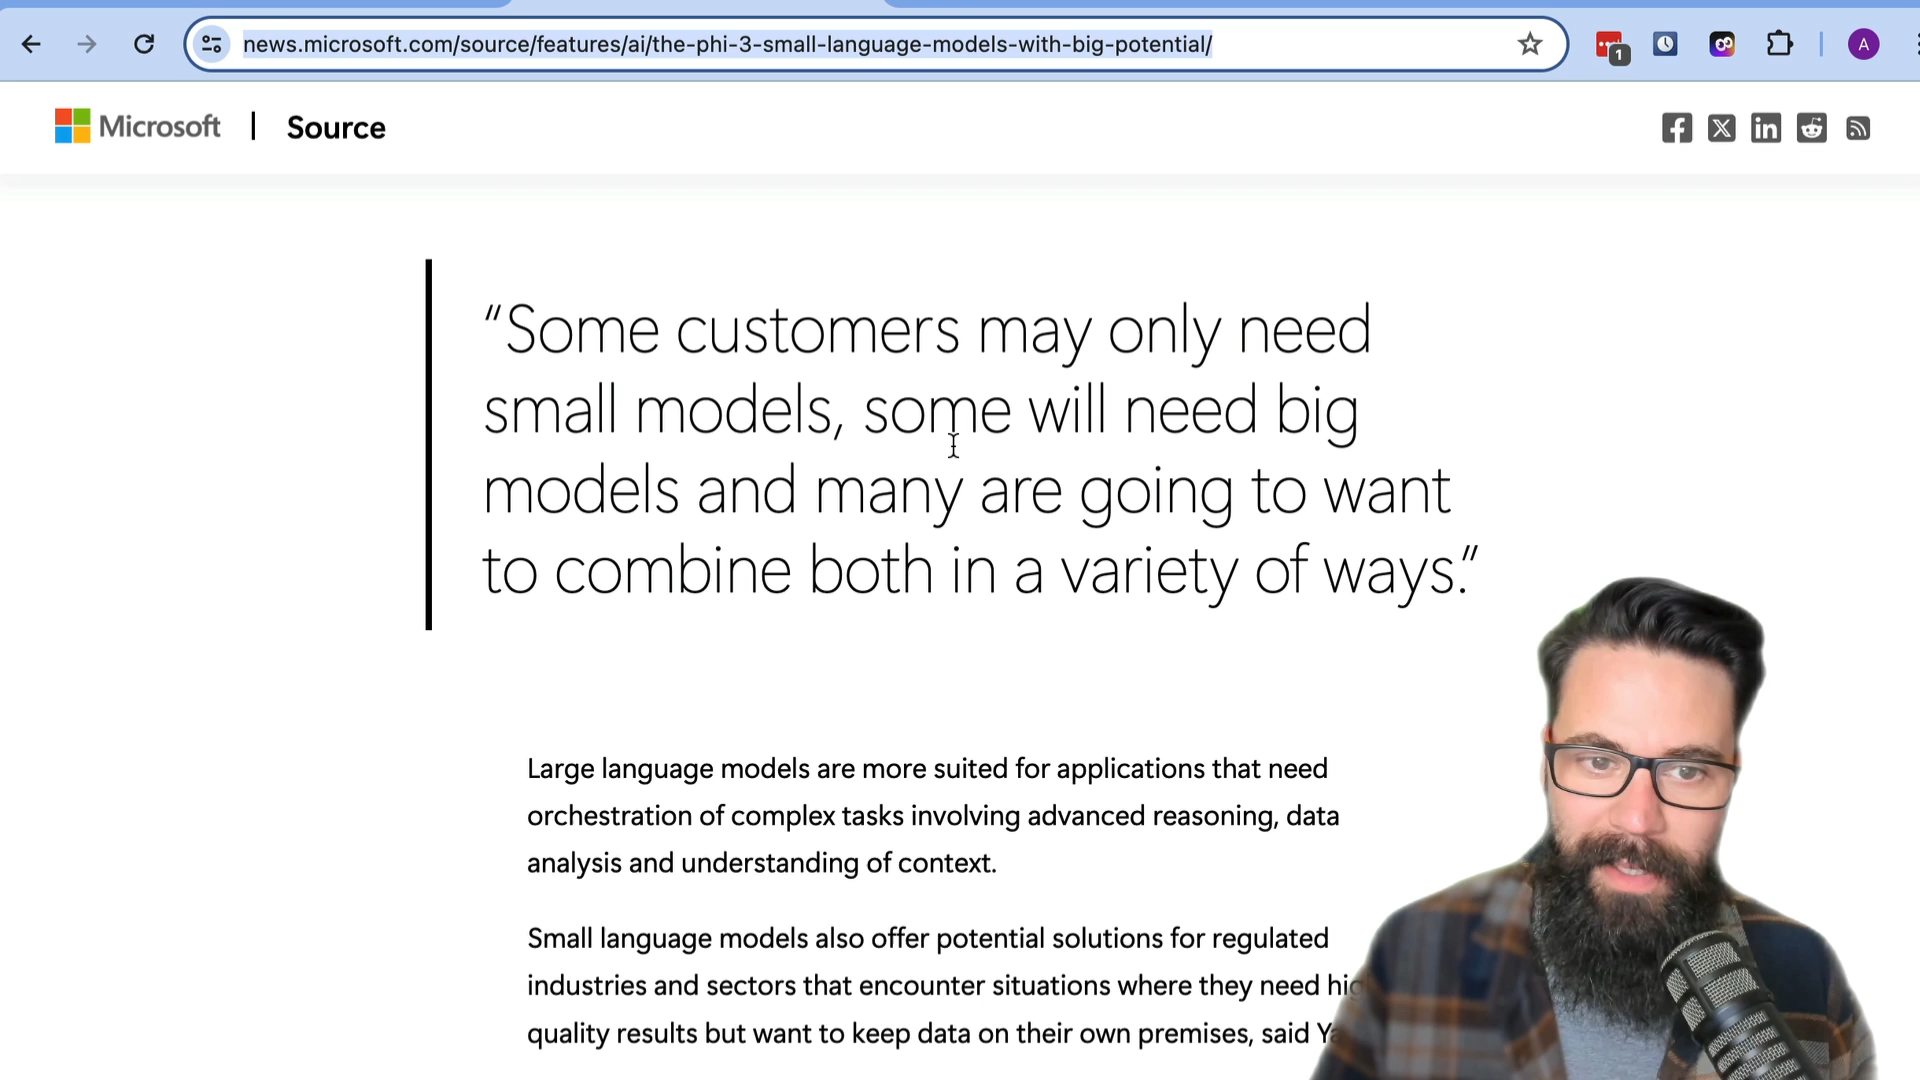 news.microsoft.com/source/features/ai/the-phi-3-small-language-models-with-big-potential/
1
A
Microsoft | Source
“Some customers may only need
small models, some will need big
models and many are going to want
to combine both in a variety of ways.”
Large language models are more suited for applications that need
orchestration of complex tasks involving advanced reasoning, data
analysis and understanding of context.
Small language models also offer potential solutions for regulated
industries and sectors that encounter situations where they need
quality results but want to keep data on their own premises, said